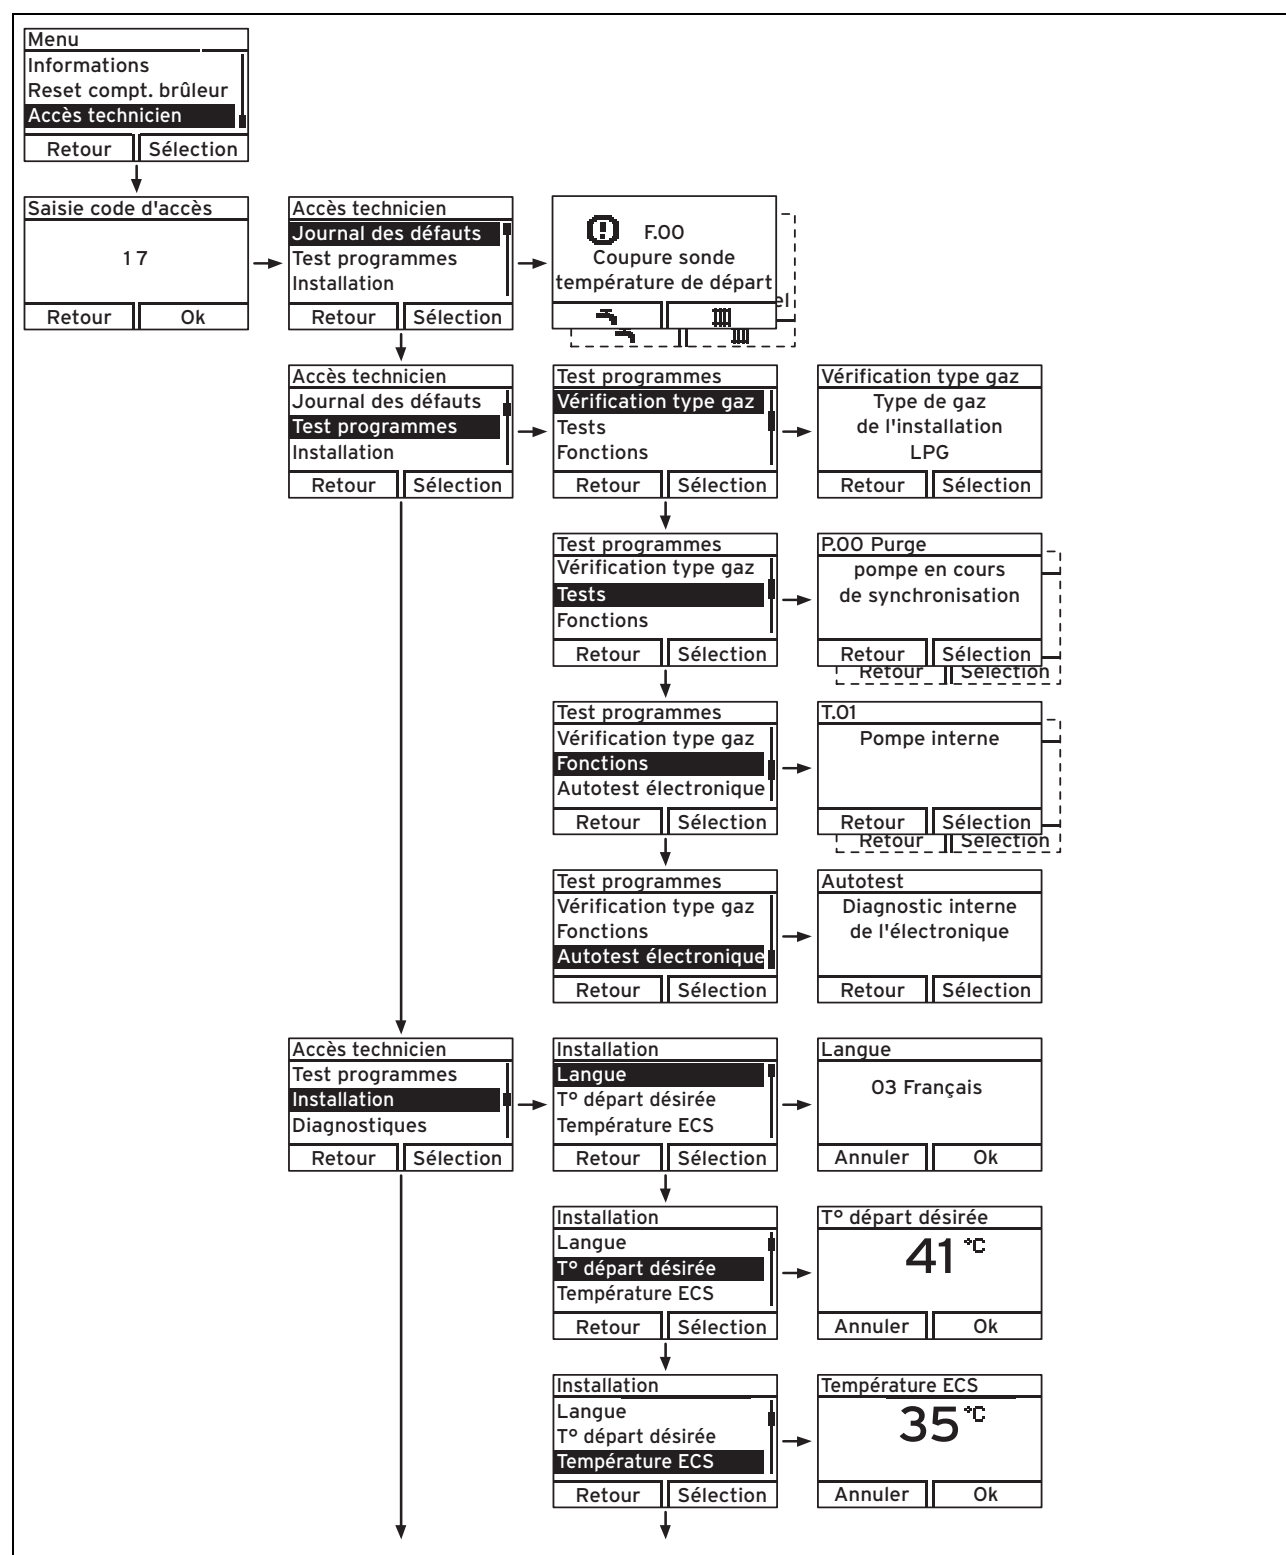 Menu
Informations
Reset compt. brûleur
Accès technicien
Retour Sélection
Saisie code d'accès
17
Retour Ok
Accès technicien
Journal des défauts
Test programmes
Installation
Retour Sélection
F.00
Coupure sonde
température de départ
el
Accès technicien
Journal des défauts
Test programmes
Installation
Retour Sélection
Test programmes
Vérification type gaz
Tests
Fonctions
Retour Sélection
Vérification type gaz
Type de gaz
de l'installation
LPG
Retour Sélection
Test programmes
Vérification type gaz
Tests
Fonctions
Retour Sélection
P.00 Purge
pompe en cours
de synchronisation
Retour Sélection
Retour Sélection
Test programmes
Vérification type gaz
Fonctions
Autotest électronique
Retour Sélection
T.01
Pompe interne
Retour Sélection
Retour Sélection
Test programmes
Vérification type gaz
Fonctions
Autotest électronique
Retour Sélection
Autotest
Diagnostic interne
de l'électronique
Retour Sélection
Accès technicien
Test programmes
Installation
Diagnostiques
Retour Sélection
Installation
Langue
T° départ désirée
Température ECS
Retour Sélection
Langue
03 Français
Annuler Ok
Installation
Langue
T° départ désirée
Température ECS
Retour Sélection
T° départ désirée
41 °C
Annuler Ok
Installation
Langue
T° départ désirée
Température ECS
Retour Sélection
Température ECS
35 °C
Annuler Ok